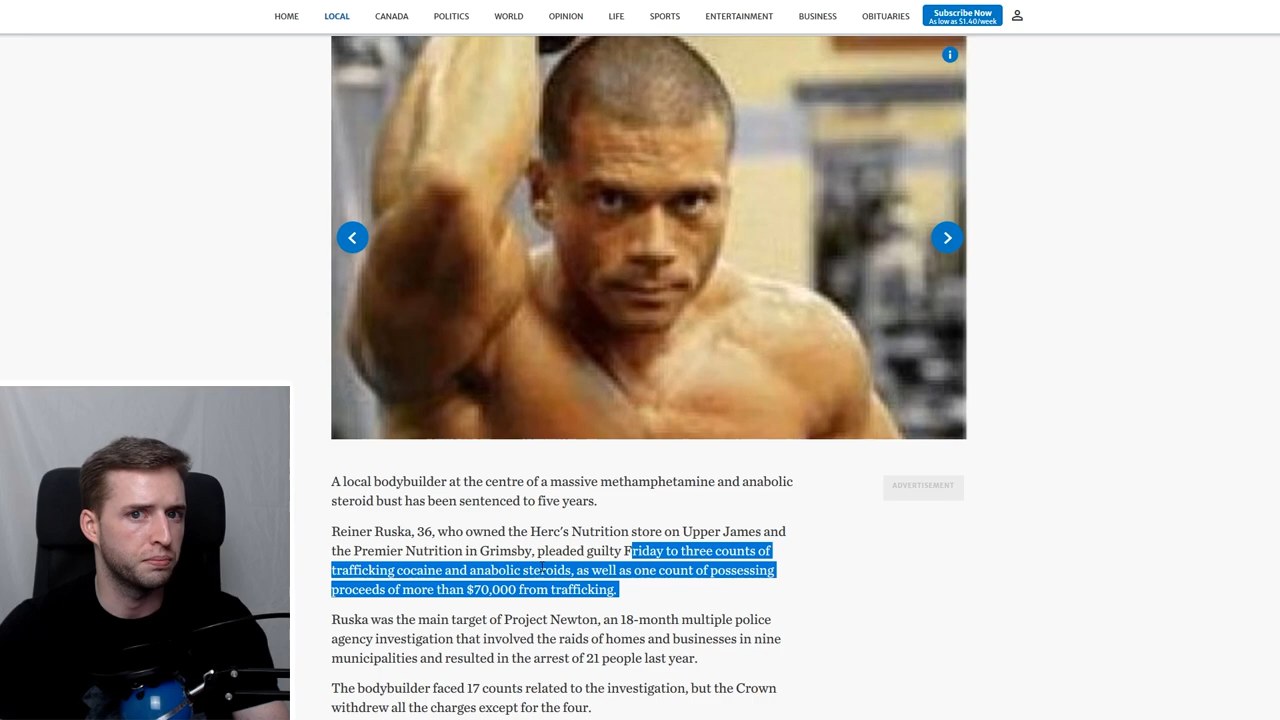 HOME LOCAL CANADA POLITICS WORLD OPINION LIFE SPORTS ENTERTAINMENT BUSINESS OBITUARIES Subscribe Now
As low as $1.40/week
A local bodybuilder at the centre of a massive methamphetamine and anabolic
steroid bust has been sentenced to five years.
ADVERTISEMENT
Reiner Ruska, 36, who owned the Herc's Nutrition store on Upper James and
the Premier Nutrition in Grimsby, pleaded guilty Friday to three counts of
trafficking cocaine and anabolic steroids, as well as one count of possessing
proceeds of more than $70,000 from trafficking.
Ruska was the main target of Project Newton, an 18-month multiple police
agency investigation that involved the raids of homes and businesses in nine
municipalities and resulted in the arrest of 21 people last year.
The bodybuilder faced 17 counts related to the investigation, but the Crown
withdrew all the charges except for the four.